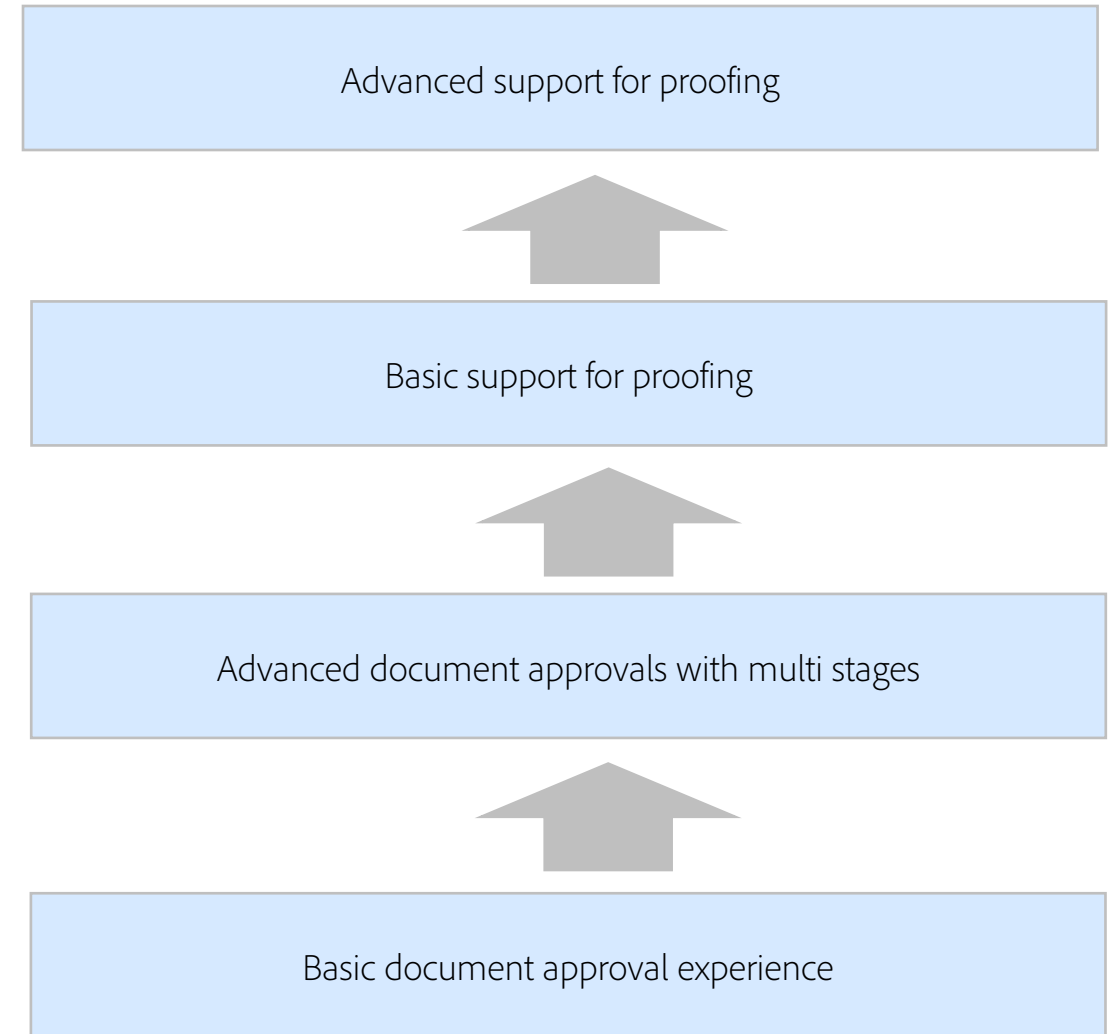 Advanced support for proofing
Basic support for proofing
Advanced document approvals with multi stages
Basic document approval experience